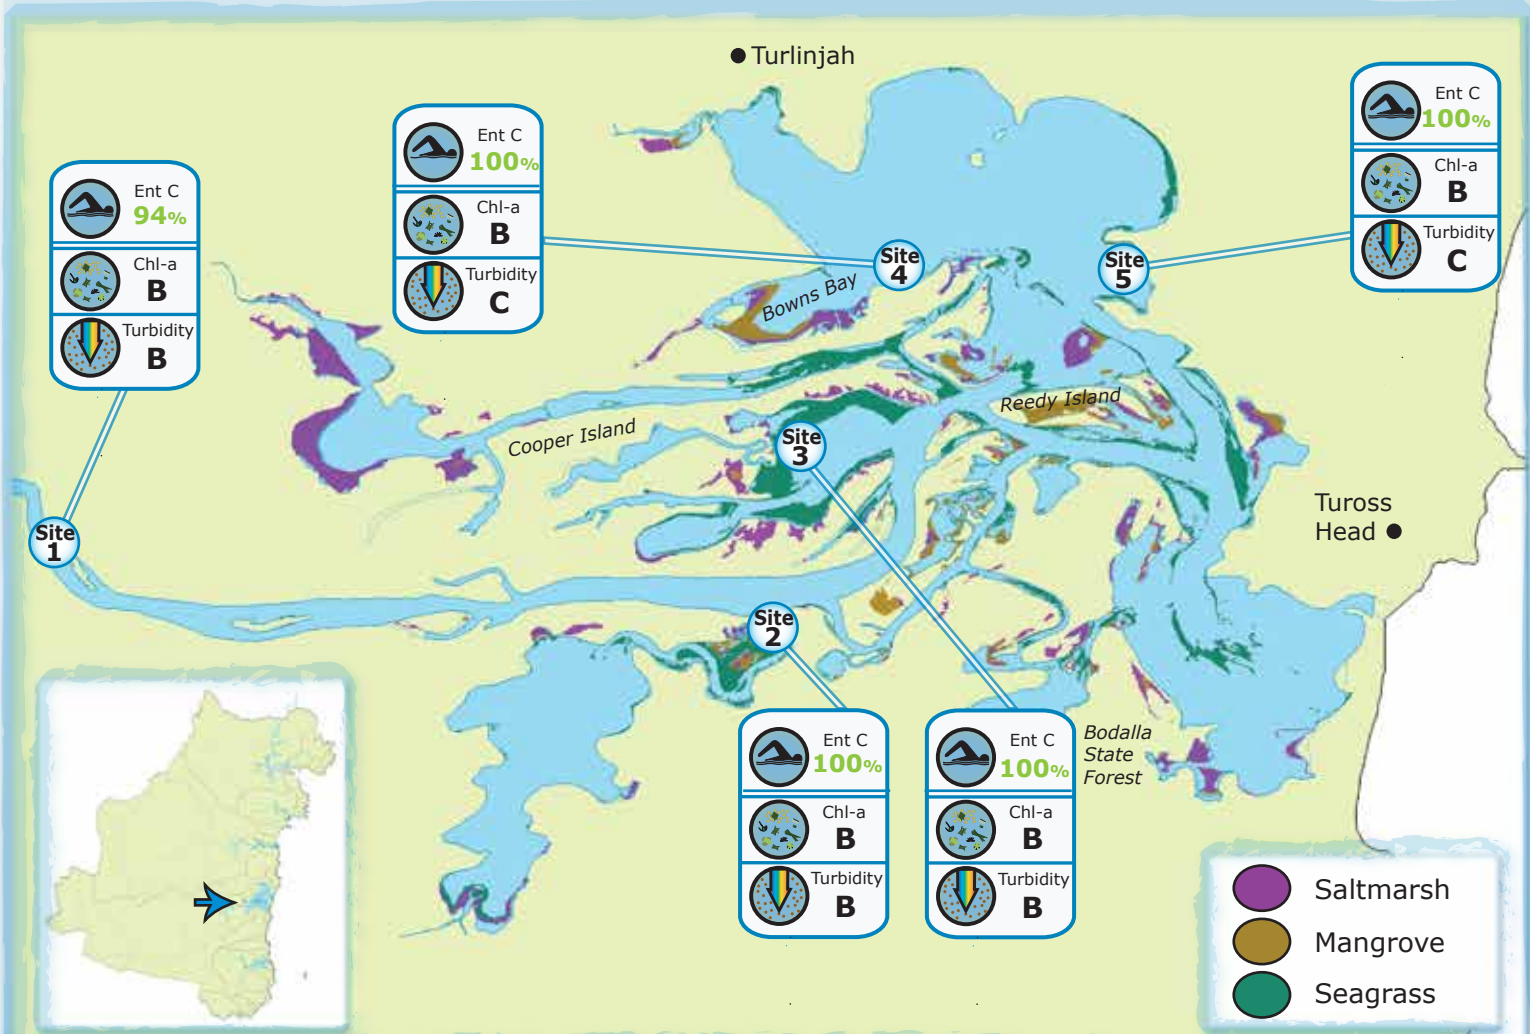 Turlinjah
Ent C
100%
Chl-a
B
Turbidity
C
Ent C
100%
Chl-a
B
Turbidity
C
Ent C
94%
Chl-a
B
Turbidity
B
Site
4
Site
5
Bowns Bay
Reedy Island
Cooper Island
Site
3
Tuross
Head
Site
1
Site
2
Ent C
100%
Chl-a
B
Turbidity
B
Ent C
100%
Chl-a
B
Turbidity
B
Bodalla
State
Forest
Saltmarsh
Mangrove
Seagrass